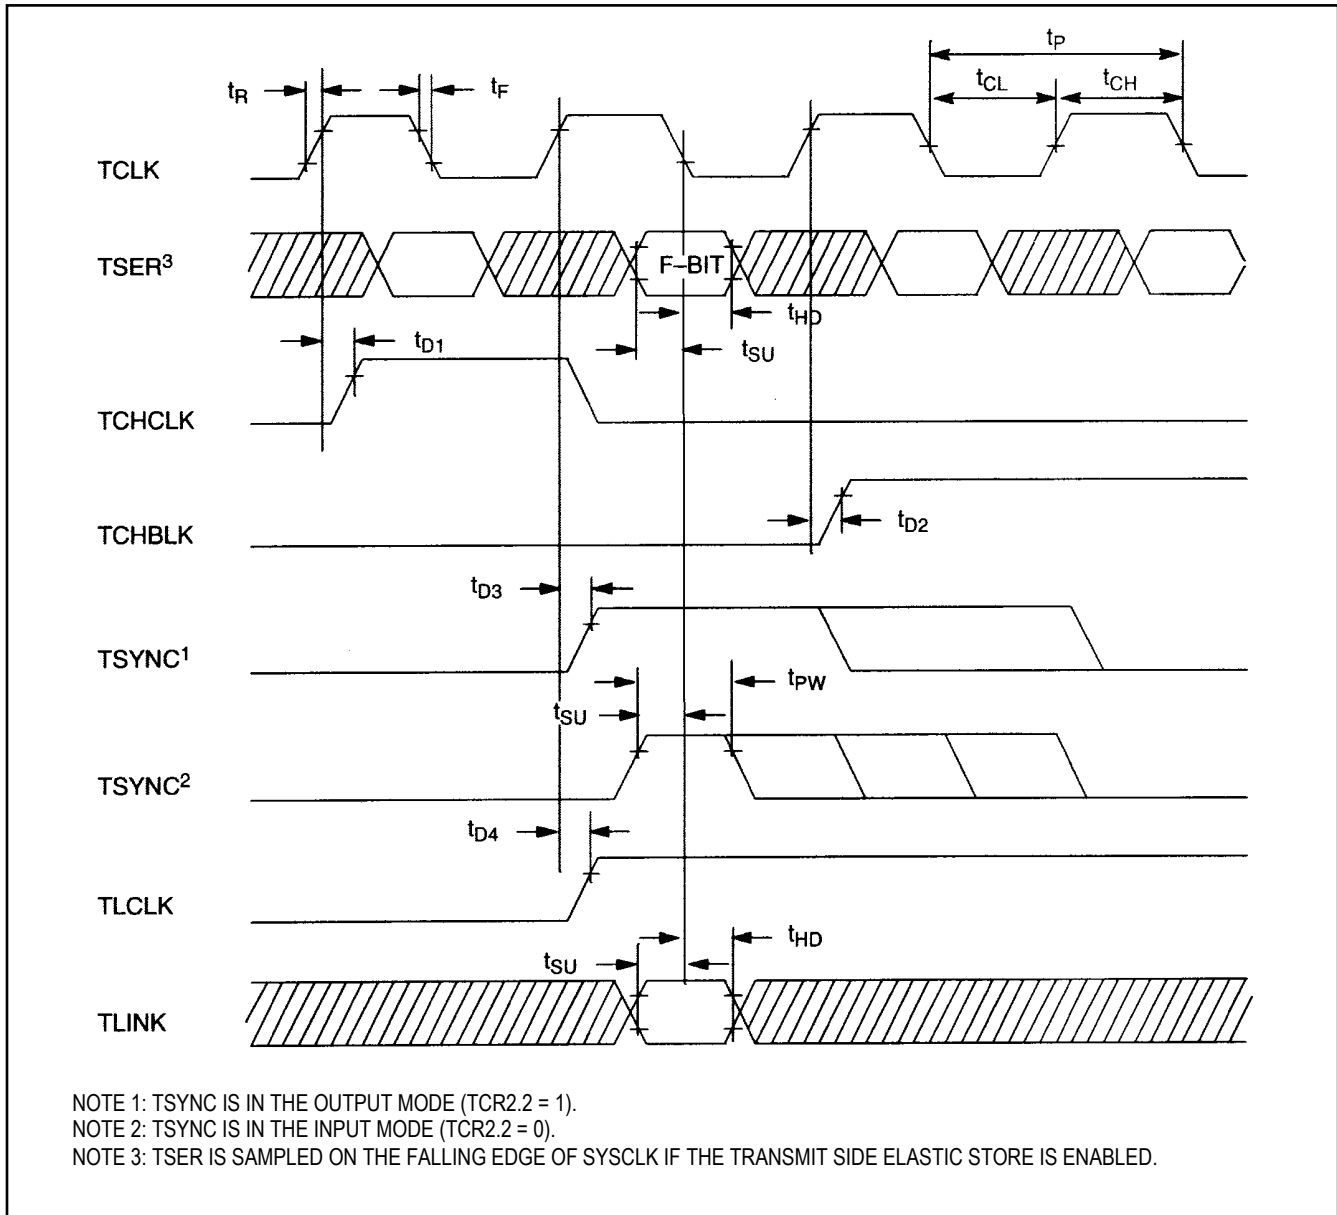 tP
tR
tF
tCL
tCH
TCLK
TSER³
F–BIT
tHD
tD1
tSU
TCHCLK
TCHBLK
tD2
tD3
TSYNC¹
tPW
tSU
TSYNC²
tD4
TLCLK
tHD
tSU
TLINK
NOTE 1: TSYNC IS IN THE OUTPUT MODE (TCR2.2 = 1).
NOTE 2: TSYNC IS IN THE INPUT MODE (TCR2.2 = 0).
NOTE 3: TSER IS SAMPLED ON THE FALLING EDGE OF SYSCLK IF THE TRANSMIT SIDE ELASTIC STORE IS ENABLED.